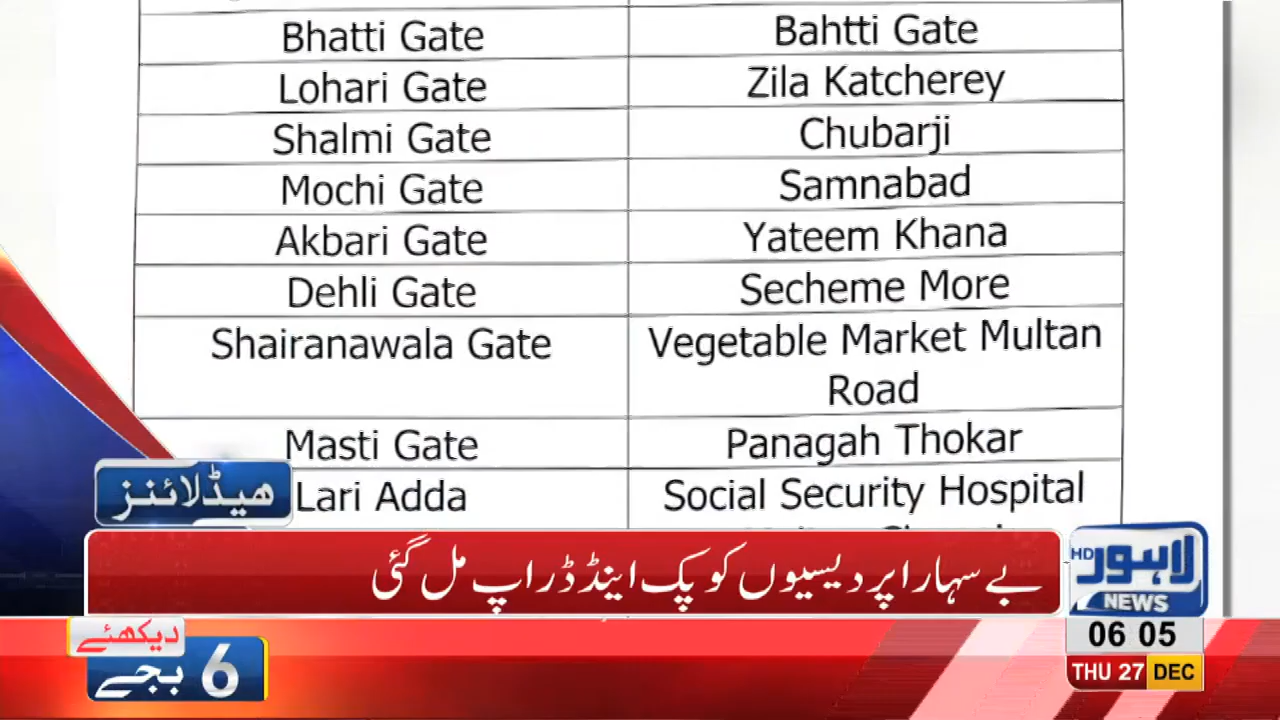 Bhatti Gate Bahtti Gate
Lohari Gate Zila Katcherey
Shalmi Gate Chubarji
Mochi Gate Samnabad
Akbari Gate Yateem Khana
Dehli Gate Secheme More
Shairanawala Gate Vegetable Market Multan
Road
Masti Gate Panagah Thokar
Lari Adda Social Security Hospital
ہیڈلائنز
بے سہارا پردیسیوں کو پک اینڈ ڈراپ مل گئی
HD لاہور
NEWS
06 05
THU 27 DEC
دیکھئے
6 بجے